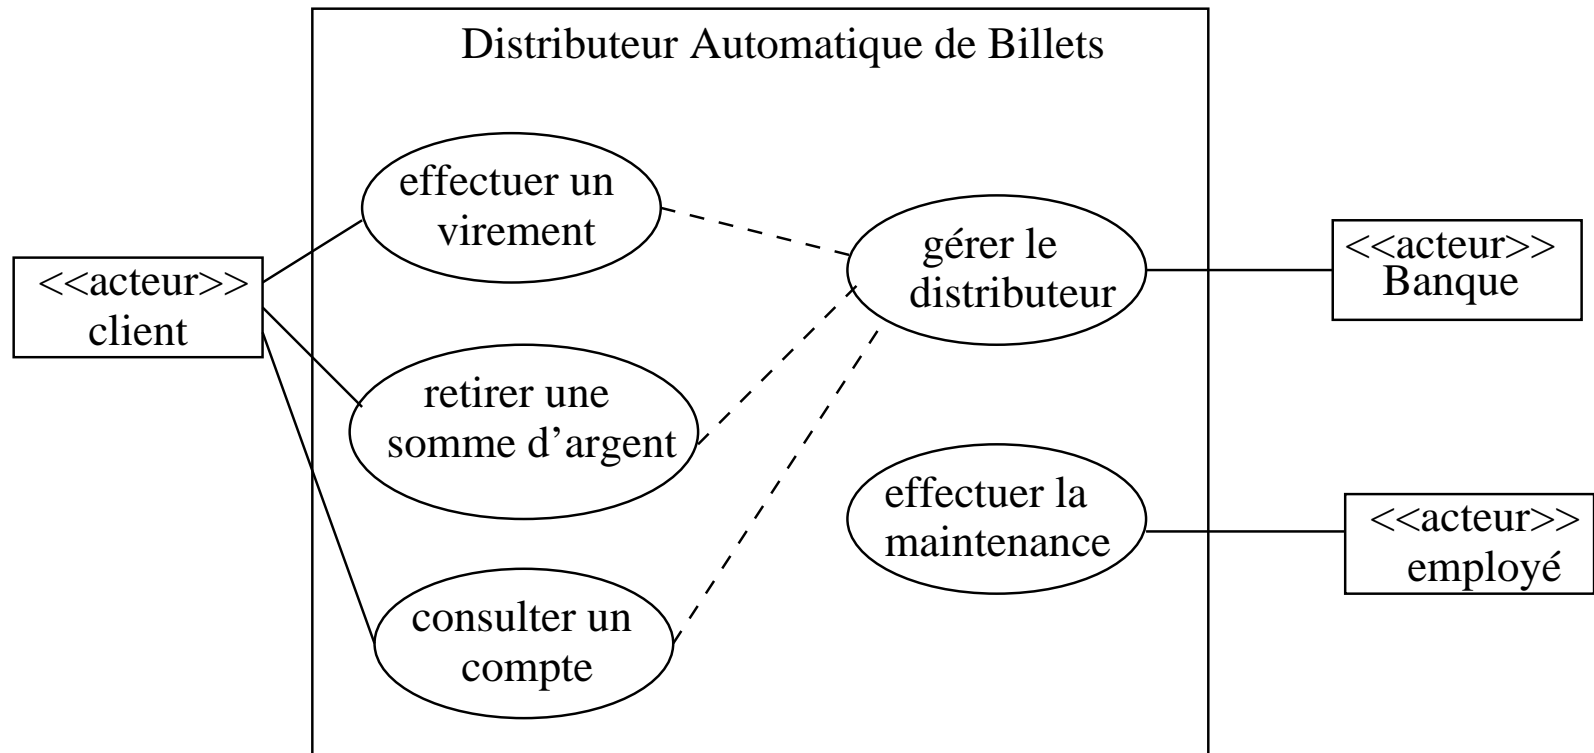 Distributeur Automatique de Billets
effectuer un
virement
gérer le
distributeur
<<acteur>>
Banque
<<acteur>>
client
retirer une
somme d’argent
effectuer la
maintenance
<<acteur>>
employé
consulter un
compte